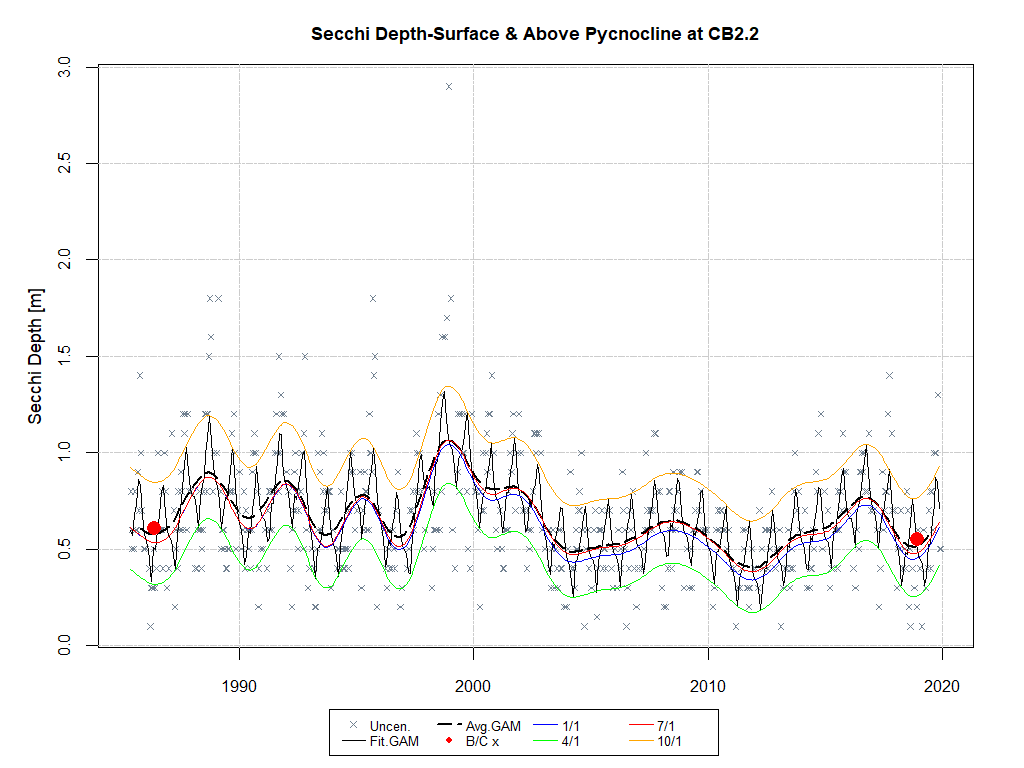 Secchi Depth-Surface & Above Pycnocline at CB2.2
3.0
2.5
2.0
1.5
1.0
0.5
0.0
Secchi Depth [m]
1990 2000 2010 2020
Uncen. Avg.GAM 1/1 7/1
Fit.GAM B/C x 4/1 10/1